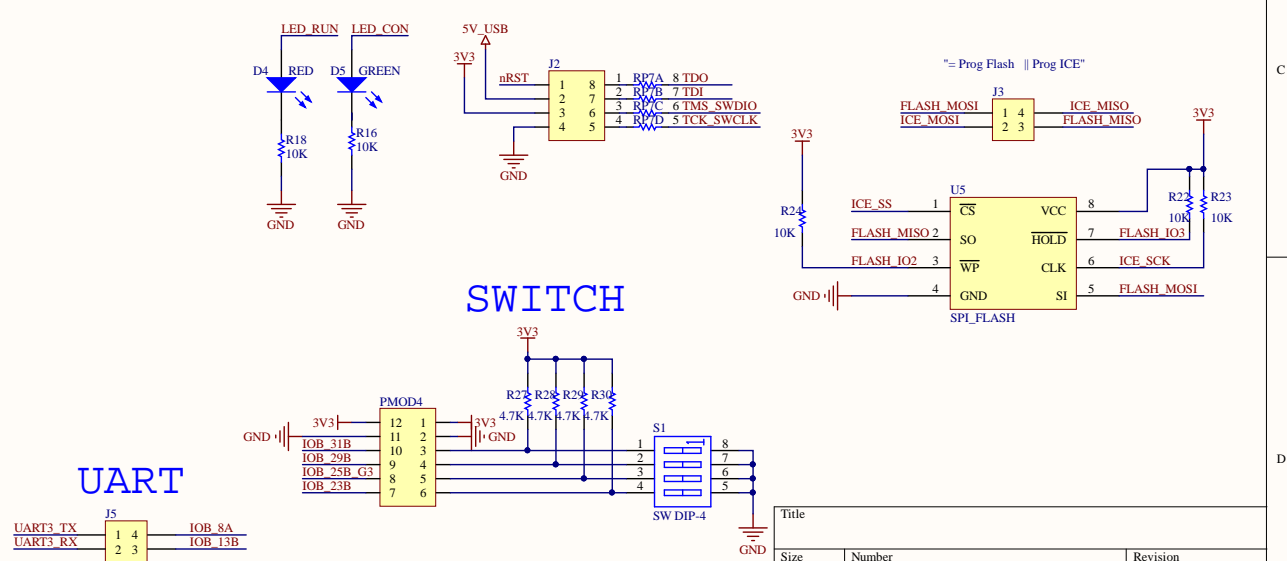 LED_RUN LED_CON
D4 RED D5 GREEN
R18
10K
R16
10K
GND GND
5V_USB
3V3
J2
nRST 1 8 1 RP7A 8 TDO
2 7 2 RP7B 7 TDI
3 6 3 RP7C 6 TMS_SWDIO
4 5 4 RP7D 5 TCK_SWCLK
GND
"= Prog Flash || Prog ICE"
J3
FLASH_MOSI 1 4 ICE_MISO
ICE_MOSI 2 3 FLASH_MISO
3V3 3V3
R24
10K
R22
10K
R23
10K
U5
ICE_SS 1 CS VCC 8
FLASH_MISO 2 SO HOLD 7 FLASH_IO3
FLASH_IO2 3 WP CLK 6 ICE_SCK
GND 4 GND SI 5 FLASH_MOSI
SPI_FLASH
C
SWITCH
3V3
R27 R28 R29 R30
4.7K 4.7K 4.7K 4.7K
PMOD4
3V3 12 1 3V3
GND 11 2 GND
IOB_31B 10 3
IOB_29B 9 4
IOB_25B_G3 8 5
IOB_23B 7 6
S1
1 1 8
2 7
3 6
4 5
SW DIP-4
GND
D
UART
J5
UART3_TX 1 4 IOB_8A
UART3_RX 2 3 IOB_13B
Title
Size Number Revision